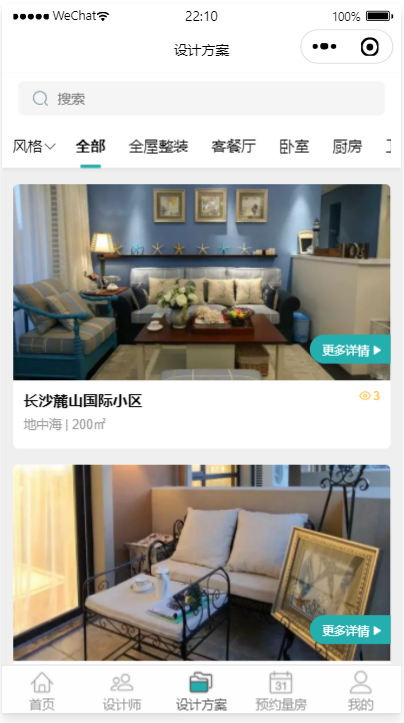 WeChat 22:10 100%
设计方案
搜索
风格 全部 全屋整装 客餐厅 卧室 厨房
更多详情
长沙麓山国际小区 3
地中海 | 200㎡
更多详情
31
首页 设计师 设计方案 预约量房 我的